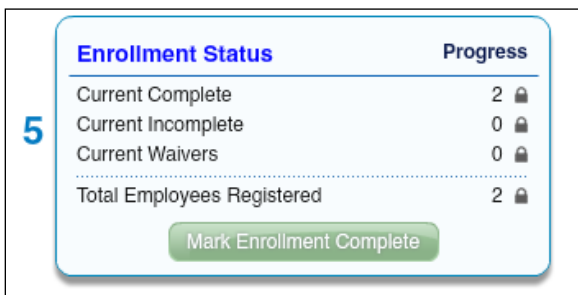 Enrollment Status Progress
Current Complete 2
5 Current Incomplete 0
Current Waivers 0
Total Employees Registered 2
Mark Enrollment Complete